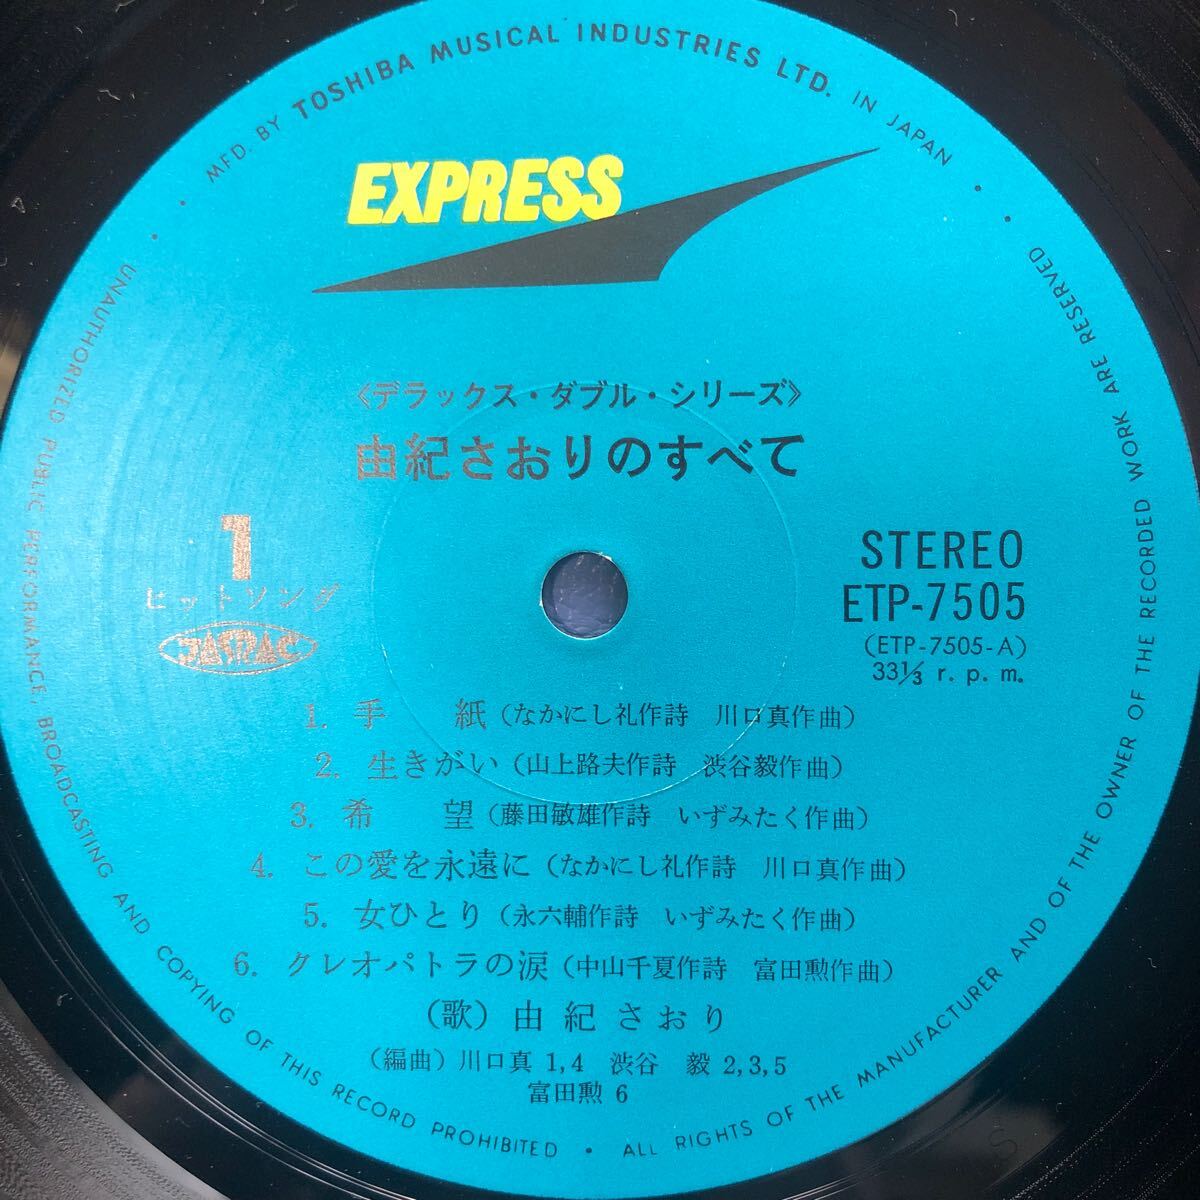 MFD. BY TOSHIBA MUSICAL INDUSTRIES LTD. IN JAPAN
EXPRESS
《デラックス・ダブル・シリーズ》
由紀さおりのすべて
1
ヒットソング
JASRAC
STEREO
ETP-7505
(ETP-7505-A)
33⅓ r. p. m.
1. 手　紙（なかにし礼作詩　川口真作曲）
2. 生きがい（山上路夫作詩　渋谷毅作曲）
3. 希　望（藤田敏雄作詩　いずみたく作曲）
4. この愛を永遠に（なかにし礼作詩　川口真作曲）
5. 女ひとり（永六輔作詩　いずみたく作曲）
6. クレオパトラの涙（中山千夏作詩　富田勲作曲）
（歌）由紀さおり
（編曲）川口真 1,4　渋谷　毅 2,3,5
富田勲 6
UNAUTHORIZED PUBLIC PERFORMANCE, BROADCASTING AND COPYING OF THIS RECORD PROHIBITED • ALL RIGHTS OF THE MANUFACTURER AND OF THE OWNER OF THE RECORDED WORK ARE RESERVED